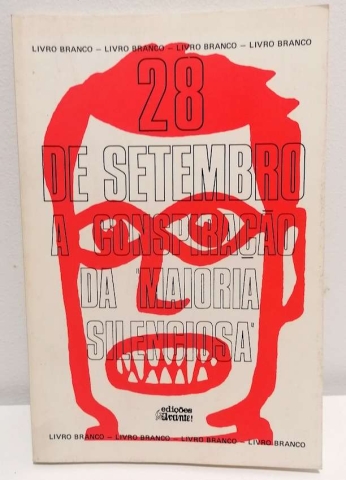 LIVRO BRANCO – LIVRO BRANCO – LIVRO BRANCO – LIVRO BRANCO
28
DE SETEMBRO
A CONSPIRAÇÃO
DA "MAIORIA
SILENCIOSA"
edições
Avante!
LIVRO BRANCO – LIVRO BRANCO – LIVRO BRANCO – LIVRO BRANCO